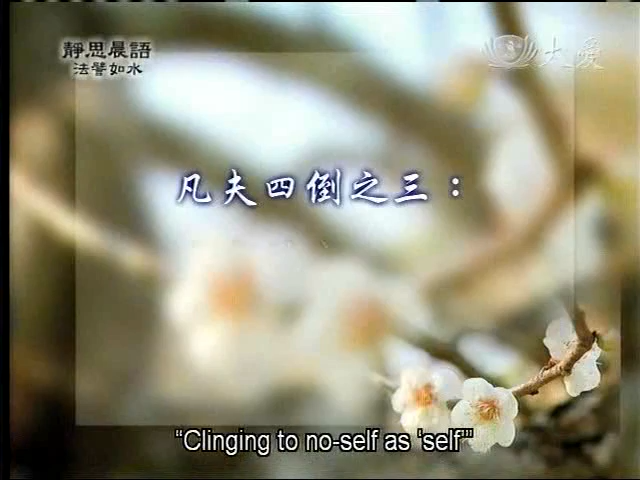 靜思晨語
法譬如水
大愛
凡夫四倒之三：
“Clinging to no-self as ‘self’”